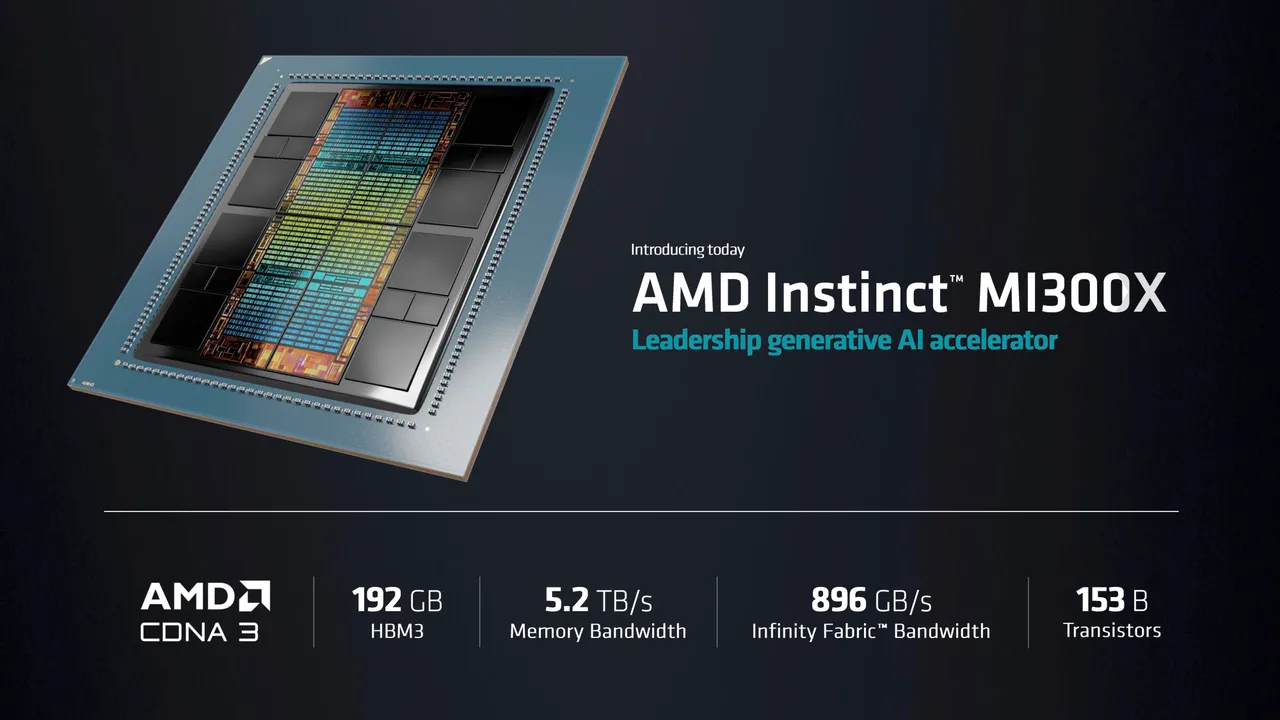 Introducing today
AMD Instinct™ MI300X
Leadership generative AI accelerator
AMD
CDNA 3
192 GB
HBM3
5.2 TB/s
Memory Bandwidth
896 GB/s
Infinity Fabric™ Bandwidth
153 B
Transistors
AMD